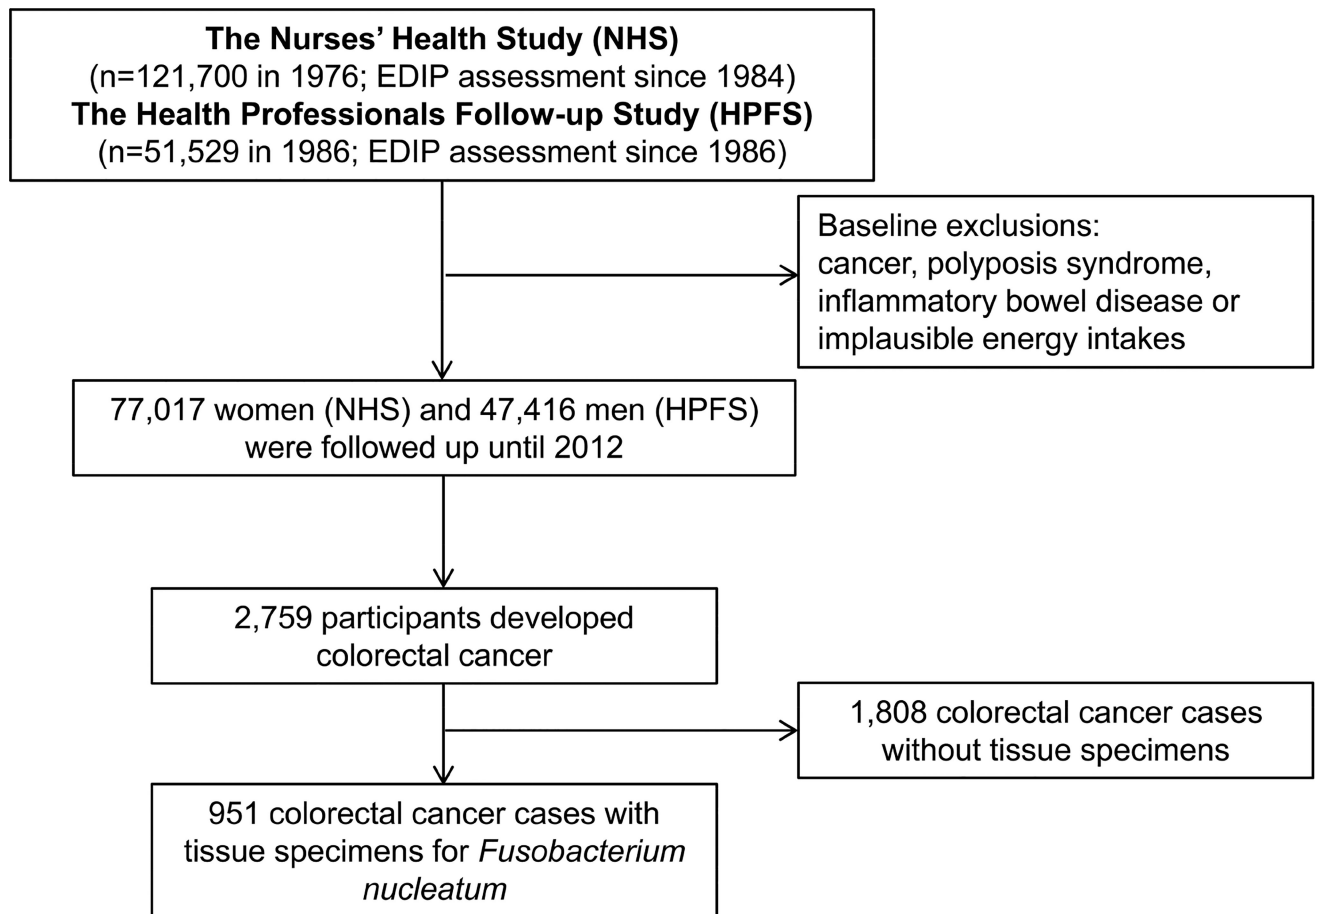 The Nurses’ Health Study (NHS)
(n=121,700 in 1976; EDIP assessment since 1984)
The Health Professionals Follow-up Study (HPFS)
(n=51,529 in 1986; EDIP assessment since 1986)
Baseline exclusions:
cancer, polyposis syndrome,
inflammatory bowel disease or
implausible energy intakes
77,017 women (NHS) and 47,416 men (HPFS)
were followed up until 2012
2,759 participants developed
colorectal cancer
1,808 colorectal cancer cases
without tissue specimens
951 colorectal cancer cases with
tissue specimens for Fusobacterium
nucleatum